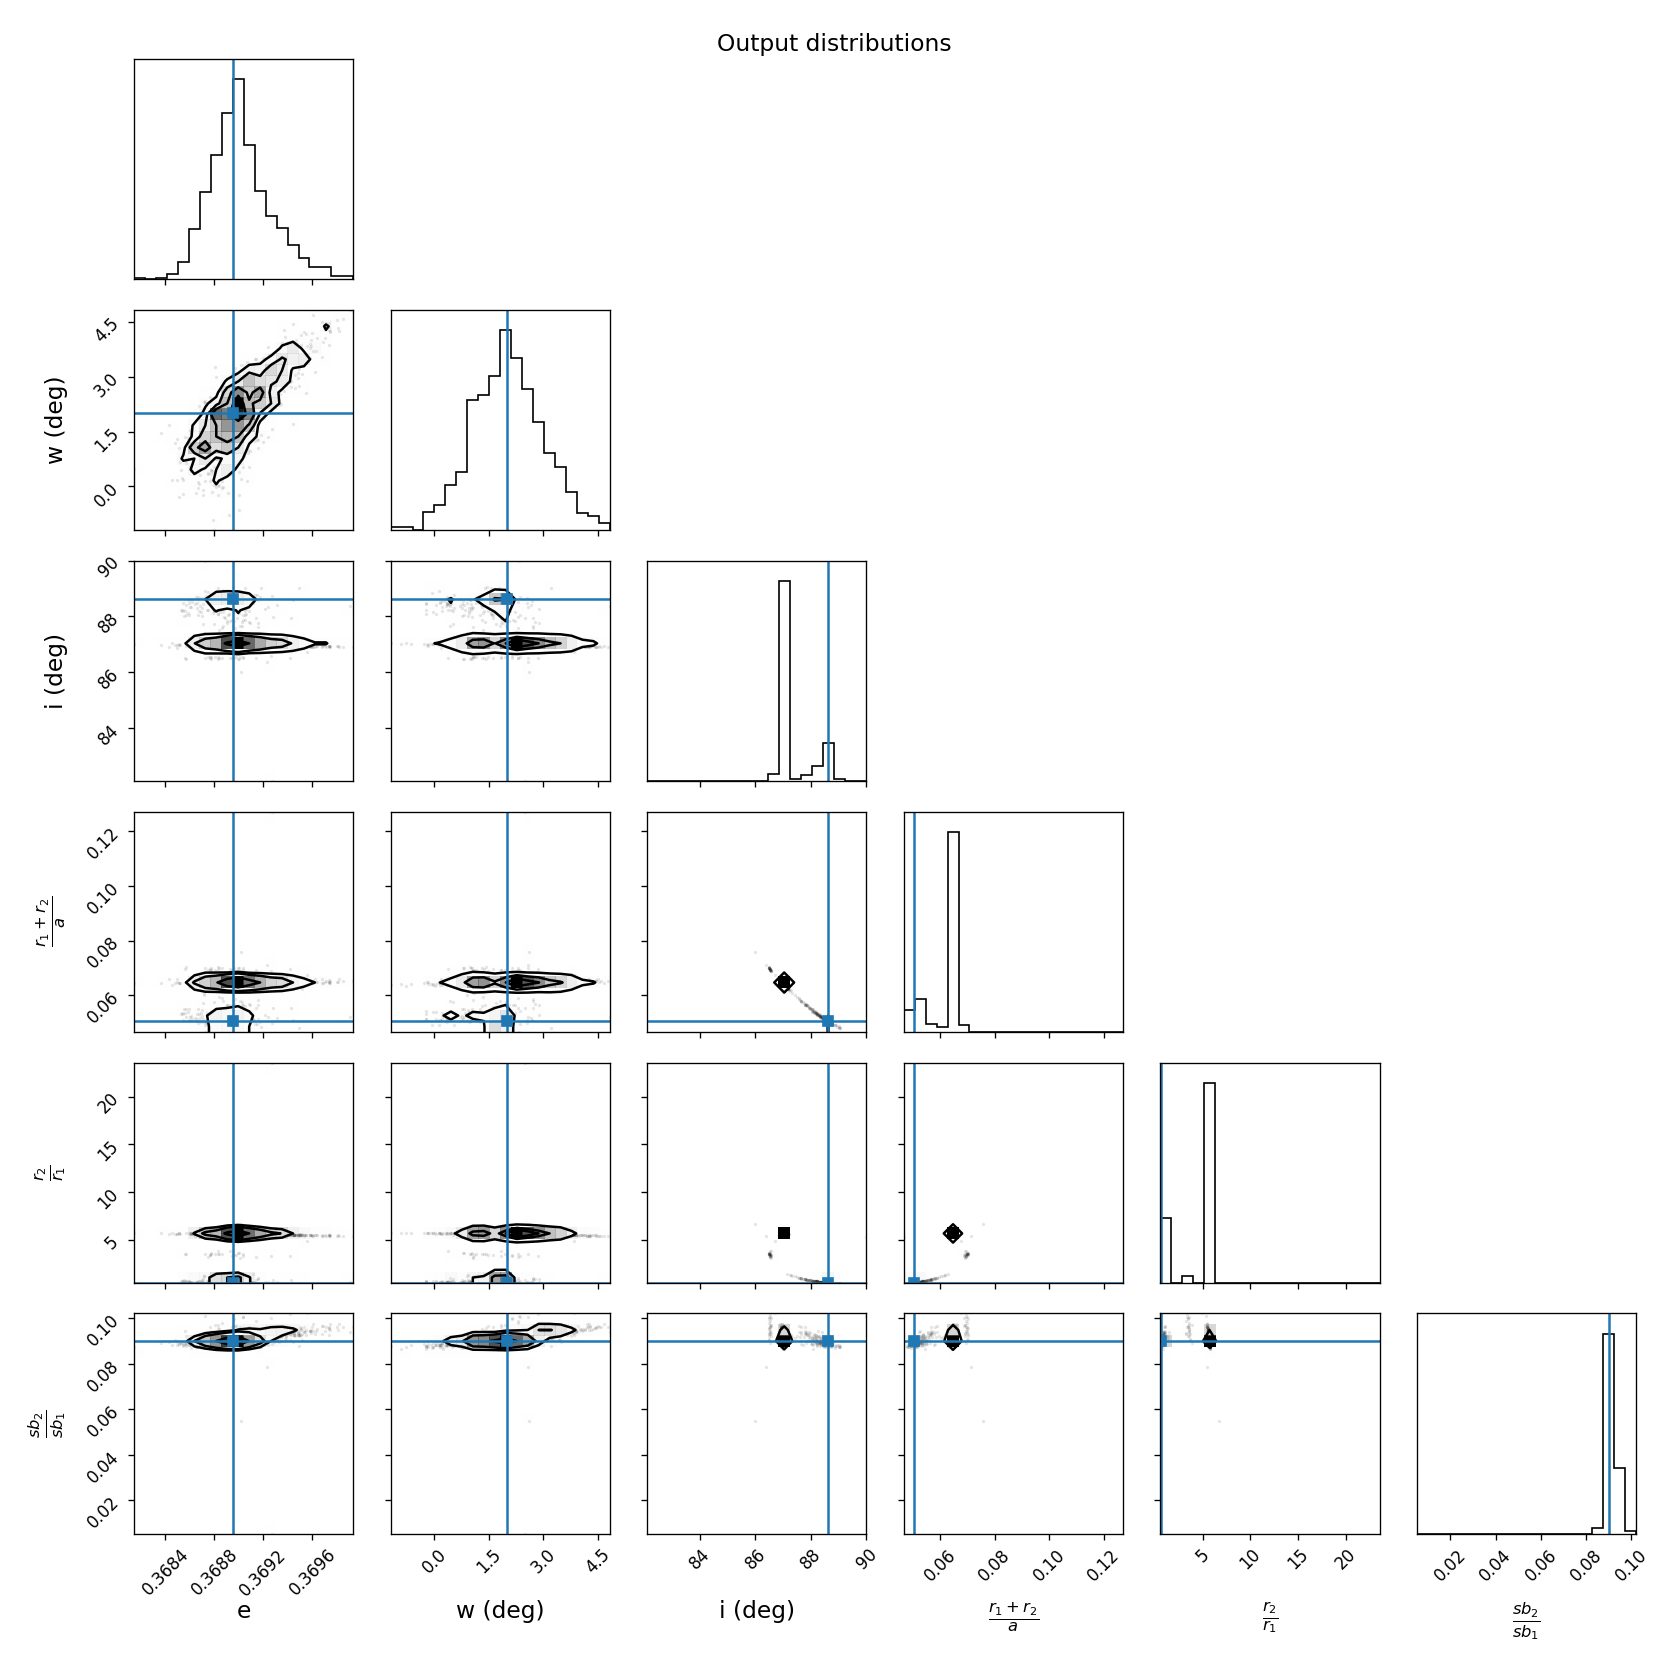 Output distributions
w (deg)
4.5
3.0
1.5
0.0
i (deg)
90
88
86
84
r₁ + r₂
a
0.12
0.10
0.08
0.06
r₂
r₁
20
15
10
5
sb₂
sb₁
0.10
0.08
0.06
0.04
0.02
0.3684 0.3688 0.3692 0.3696
0.0 1.5 3.0 4.5
84 86 88 90
0.06 0.08 0.10 0.12
5 10 15 20
0.02 0.04 0.06 0.08 0.10
e
w (deg)
i (deg)
r₁ + r₂
a
r₂
r₁
sb₂
sb₁